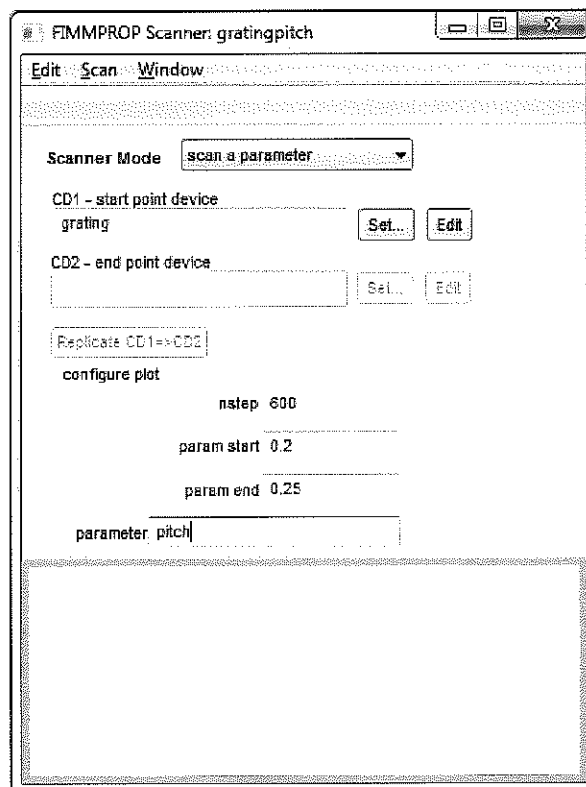 FIMMPROP Scanner: gratingpitch
Edit Scan Window
Scanner Mode scan a parameter
CD1 - start point device
grating Set... Edit
CD2 - end point device
Set... Edit
Replicate CD1=>CD2
configure plot
nstep 600
param start 0.2
param end 0.25
parameter pitch